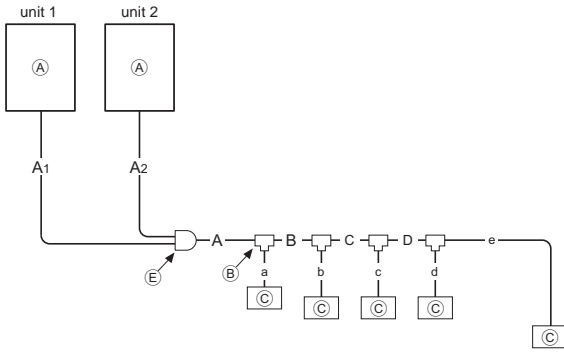 unit 1 unit 2
Ⓐ Ⓐ
A1 A2
A B C D e
Ⓔ Ⓑ a b c d
Ⓒ Ⓒ Ⓒ Ⓒ
Ⓒ